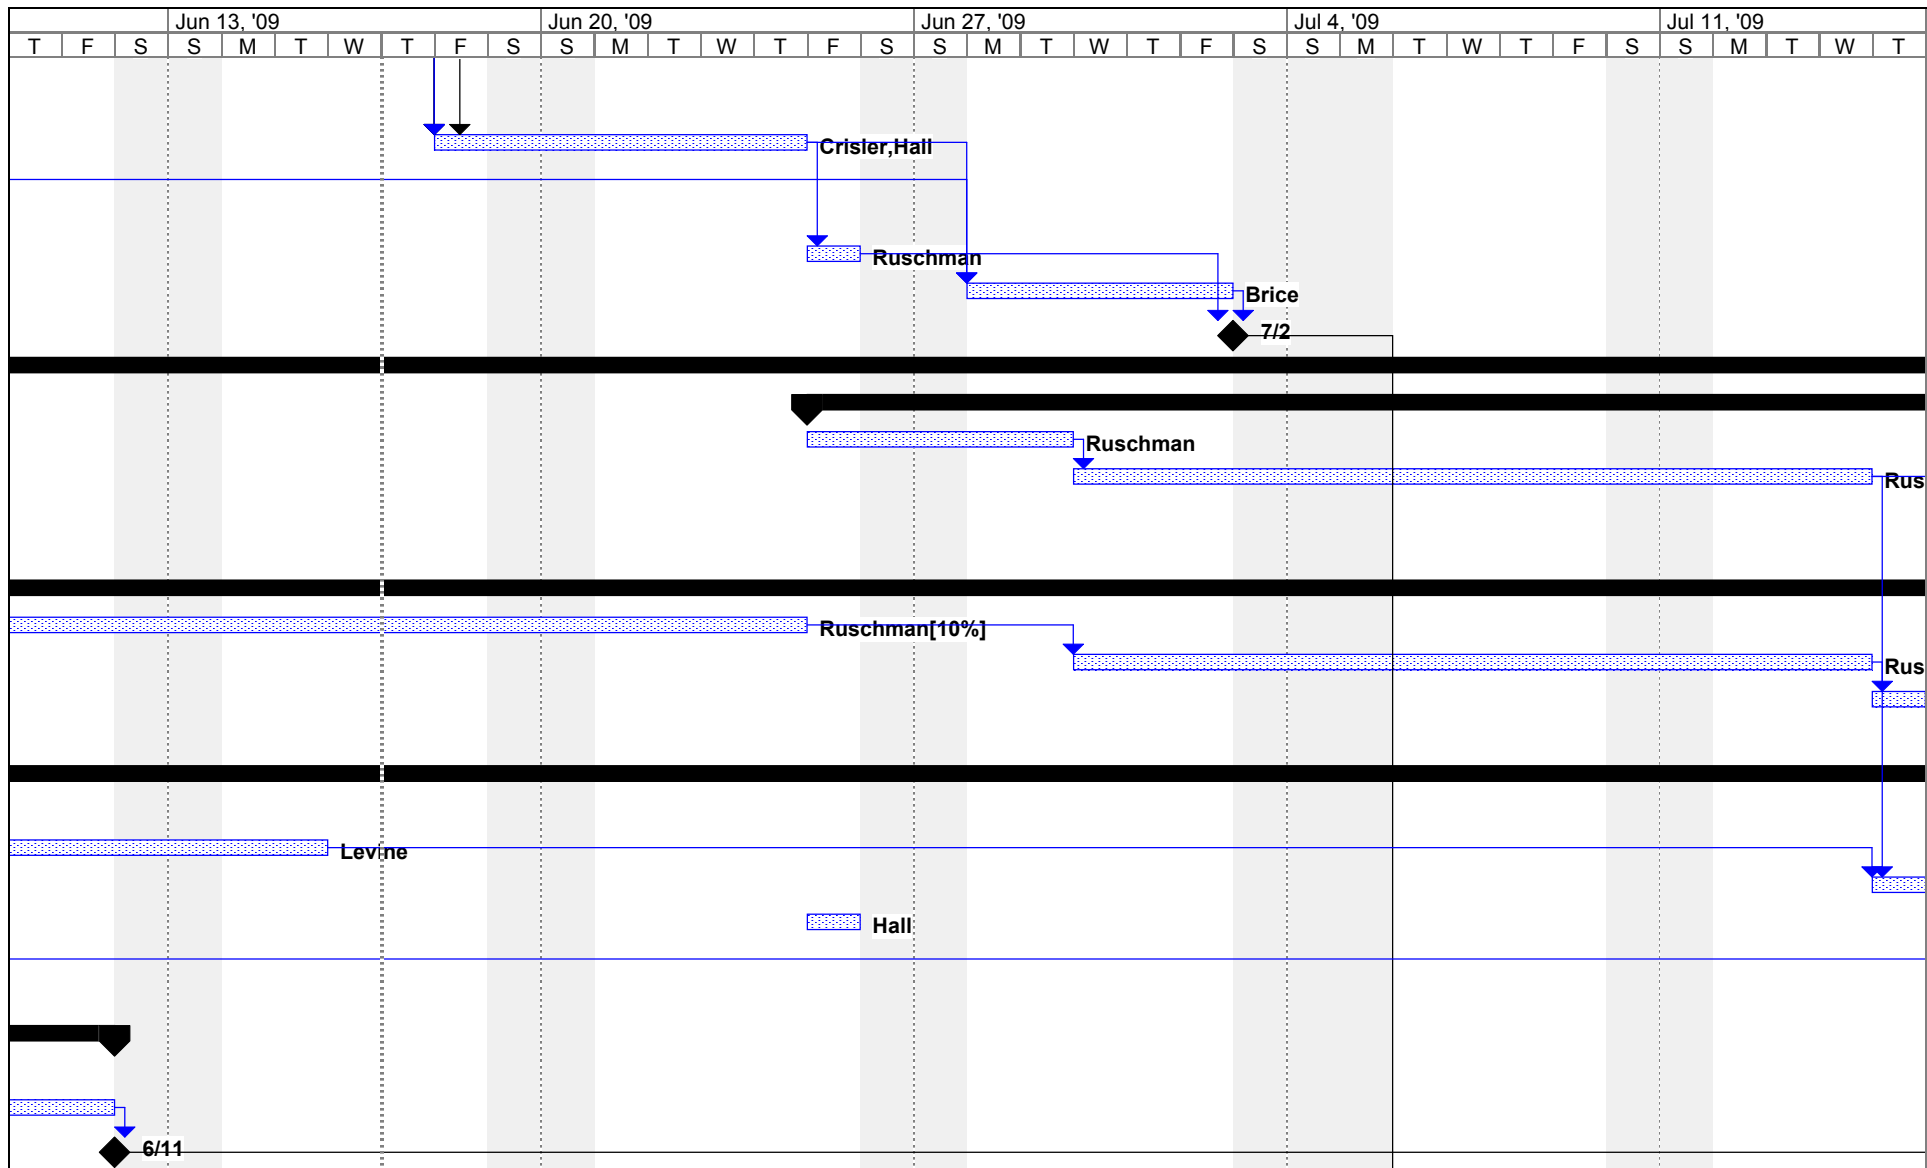 Jun 13, '09 Jun 20, '09 Jun 27, '09 Jul 4, '09 Jul 11, '09
T F S S M T W T F S S M T W T F S S M T W T F S S M T W T F S S M T W T
Crisler,Hall
Ruschman
Brice
7/2
Ruschman
Rus
Ruschman[10%]
Rus
Levine
Hall
6/11